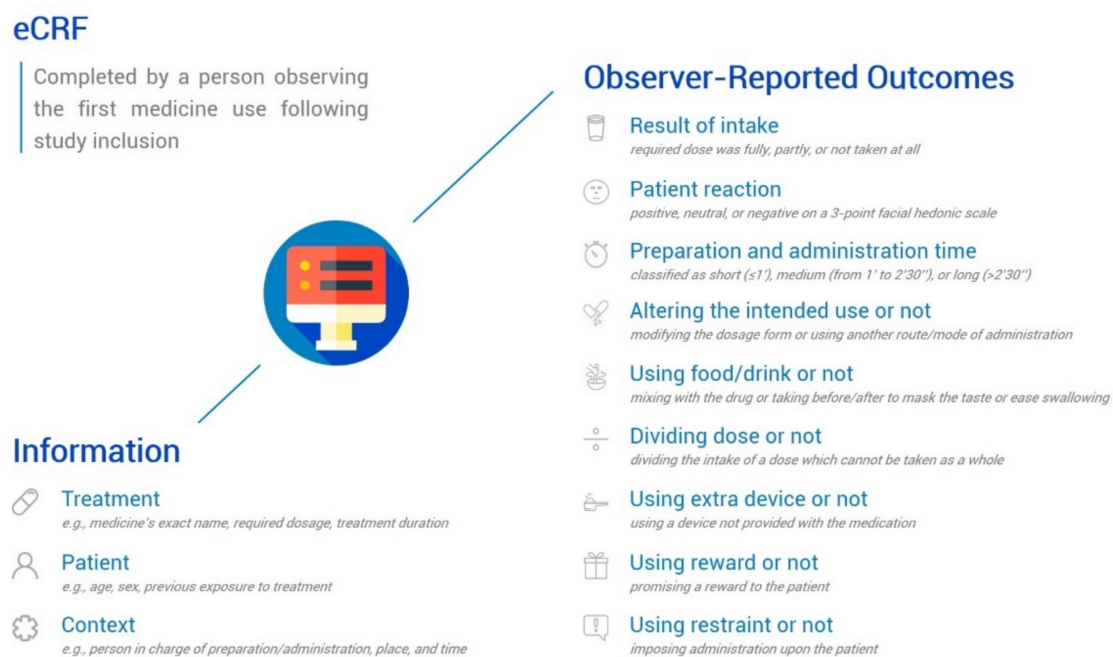 eCRF
Completed by a person observing
the first medicine use following
study inclusion
Information
Treatment
e.g., medicine's exact name, required dosage, treatment duration
Patient
e.g., age, sex, previous exposure to treatment
Context
e.g., person in charge of preparation/administration, place, and time
Observer-Reported Outcomes
Result of intake
required dose was fully, partly, or not taken at all
Patient reaction
positive, neutral, or negative on a 3-point facial hedonic scale
Preparation and administration time
classified as short (≤1'), medium (from 1' to 2'30''), or long (>2'30'')
Altering the intended use or not
modifying the dosage form or using another route/mode of administration
Using food/drink or not
mixing with the drug or taking before/after to mask the taste or ease swallowing
Dividing dose or not
dividing the intake of a dose which cannot be taken as a whole
Using extra device or not
using a device not provided with the medication
Using reward or not
promising a reward to the patient
Using restraint or not
imposing administration upon the patient